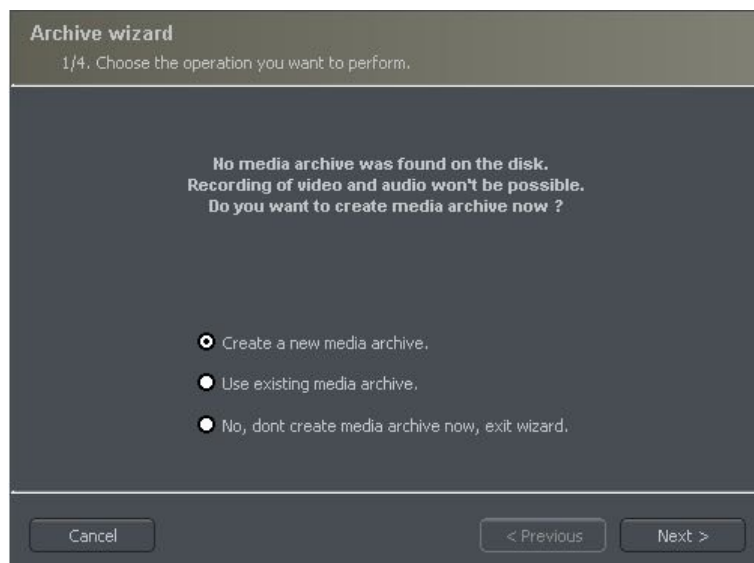 Archive wizard
1/4. Choose the operation you want to perform.
No media archive was found on the disk.
Recording of video and audio won't be possible.
Do you want to create media archive now ?
Create a new media archive.
Use existing media archive.
No, dont create media archive now, exit wizard.
Cancel
< Previous
Next >